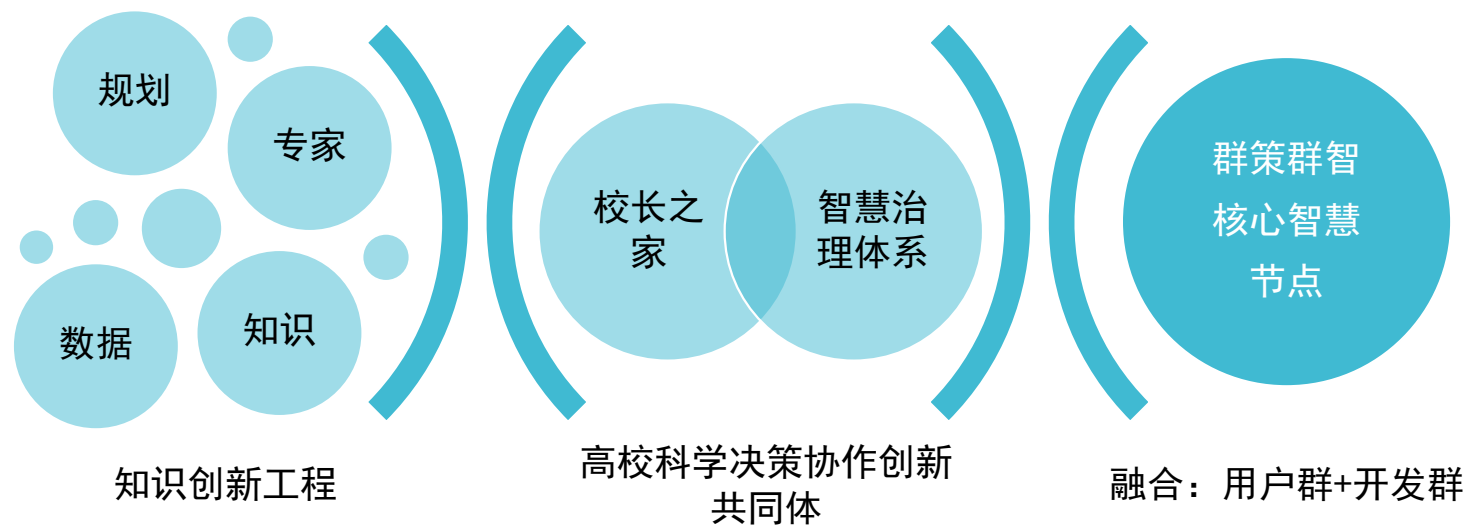 规划
专家
数据
知识
知识创新工程
校长之
家
智慧治
理体系
高校科学决策协作创新
共同体
群策群智
核心智慧
节点
融合：用户群+开发群